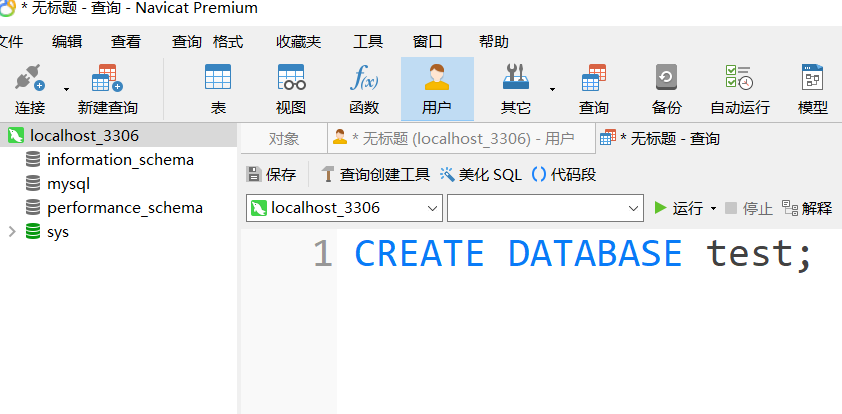 * 无标题 - 查询 - Navicat Premium
文件 编辑 查看 查询 格式 收藏夹 工具 窗口 帮助
连接 新建查询 表 视图 f(x) 函数 用户 其它 查询 备份 自动运行 模型
localhost_3306
information_schema
mysql
performance_schema
sys
对象 * 无标题 (localhost_3306) - 用户 * 无标题 - 查询
保存 查询创建工具 美化 SQL () 代码段
localhost_3306 运行 停止 解释
1 CREATE DATABASE test;